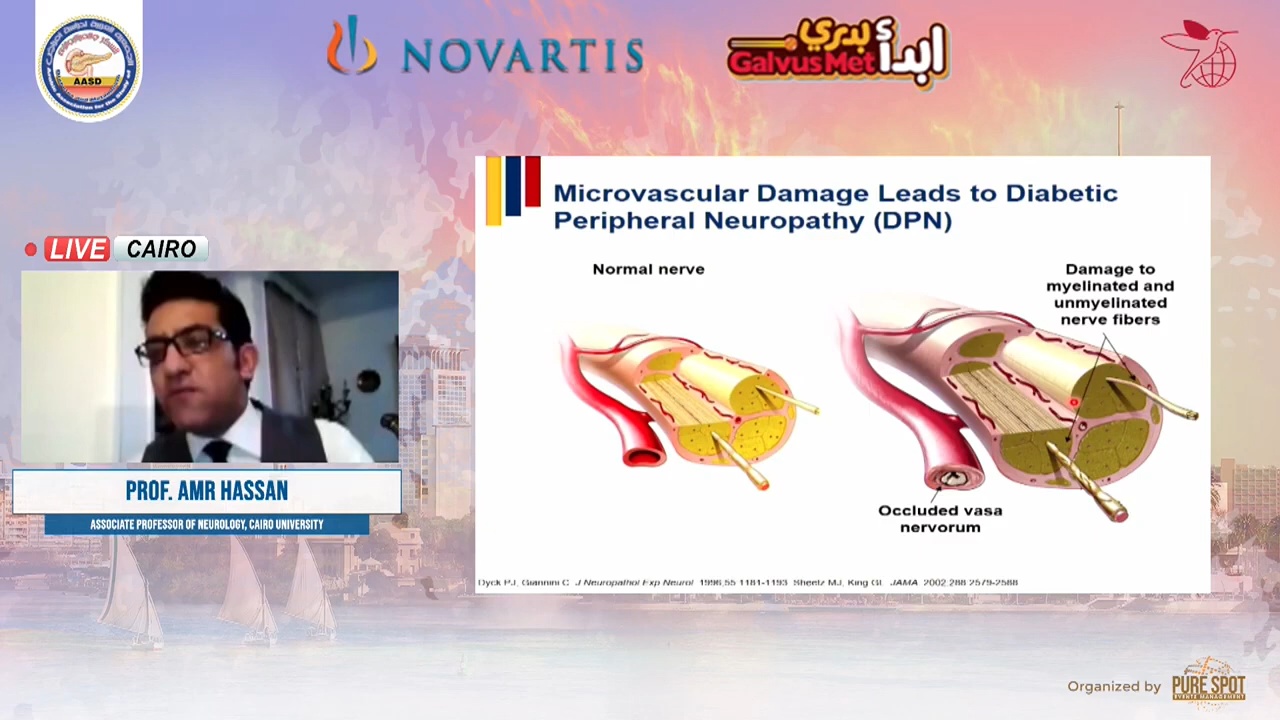 AASD
NOVARTIS
ابدأ بدري
GalvusMet
Microvascular Damage Leads to Diabetic
Peripheral Neuropathy (DPN)
LIVE CAIRO
Normal nerve
Damage to
myelinated and
unmyelinated
nerve fibers
Occluded vasa
nervorum
PROF. AMR HASSAN
ASSOCIATE PROFESSOR OF NEUROLOGY, CAIRO UNIVERSITY
Dyck PJ, Giannini C. J Neuropathol Exp Neurol. 1996;55:1181-1193. Sheetz MJ, King GL. JAMA. 2002;288:2579-2588
Organized by PURE SPOT
EVENTS MANAGEMENT